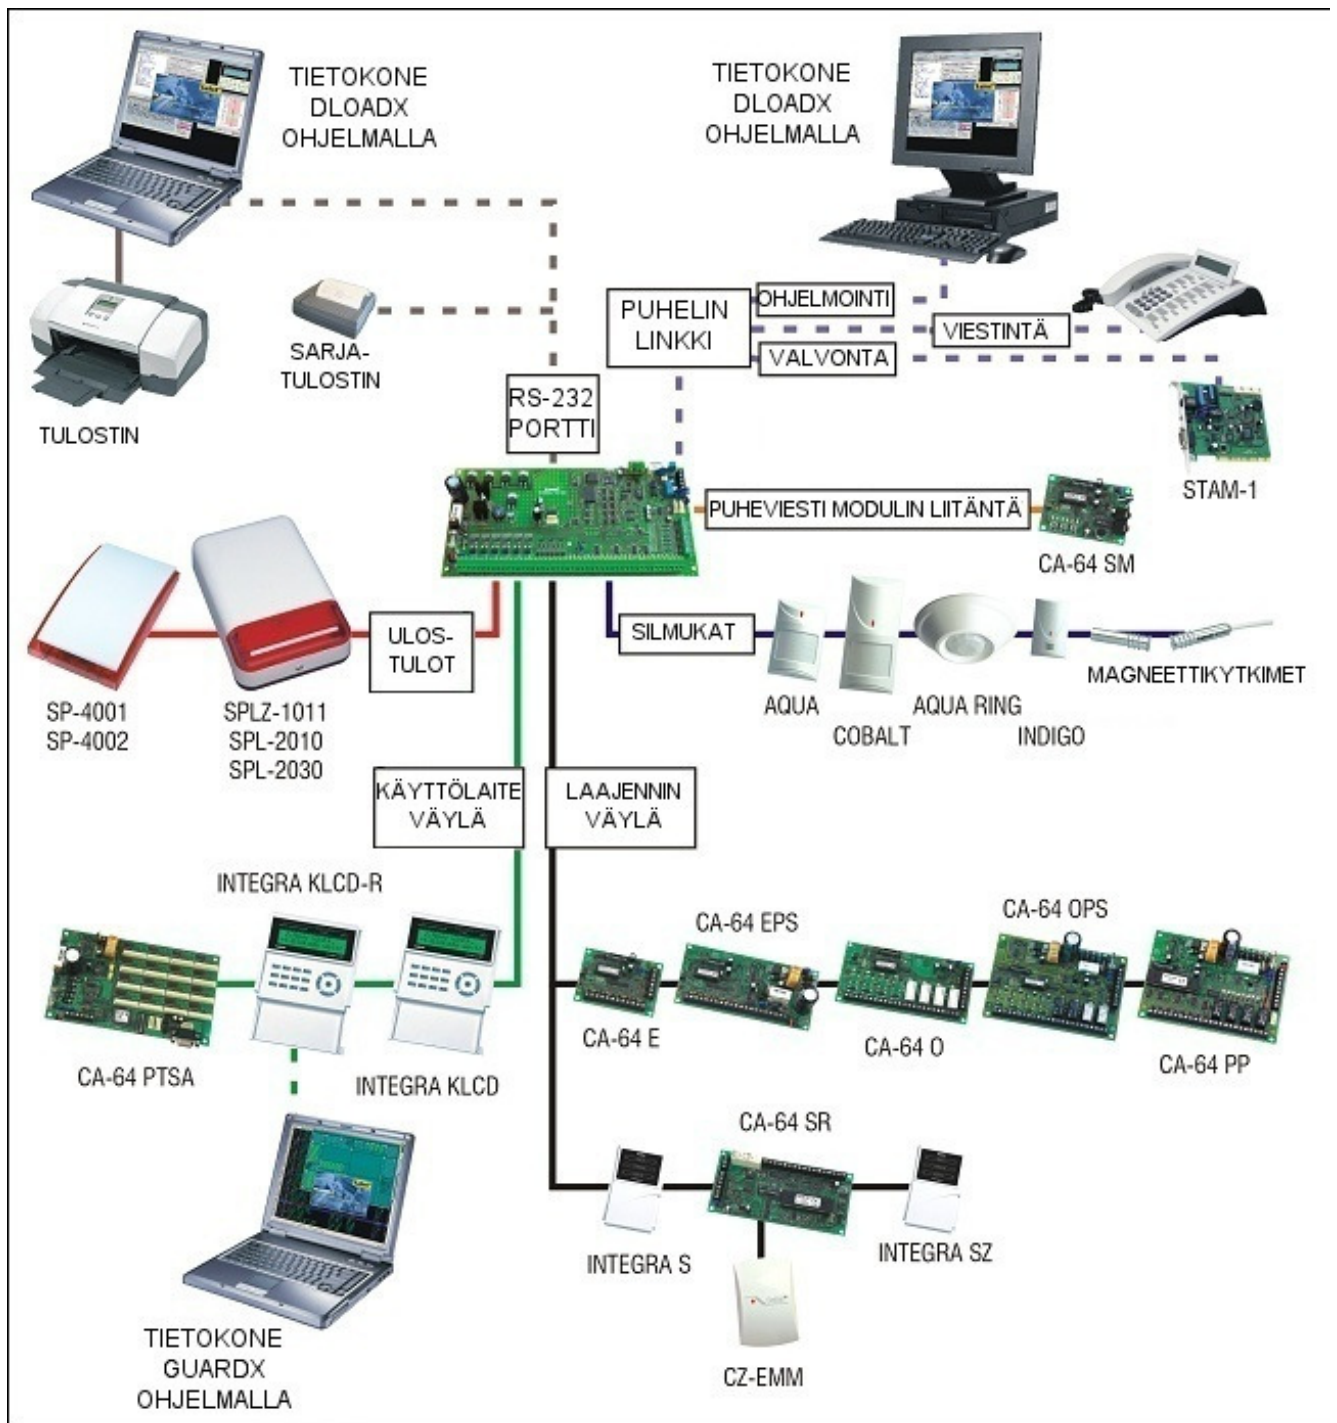 TIETOKONE
DLOADX
OHJELMALLA
TIETOKONE
DLOADX
OHJELMALLA
PUHELIN
LINKKI
OHJELMOINTI
VIESTINTÄ
VALVONTA
SARJA-
TULOSTIN
TULOSTIN
RS-232
PORTTI
STAM-1
PUHEVIESTI MODULIN LIITÄNTÄ
CA-64 SM
ULOS-
TULOT
SILMUKAT
SP-4001
SP-4002
SPLZ-1011
SPL-2010
SPL-2030
AQUA
COBALT
AQUA RING
INDIGO
MAGNEETTIKYTKIMET
KÄYTTÖLAITE
VÄYLÄ
LAAJENNIN
VÄYLÄ
INTEGRA KLCD-R
CA-64 PTSA
INTEGRA KLCD
CA-64 EPS
CA-64 OPS
CA-64 E
CA-64 O
CA-64 PP
CA-64 SR
INTEGRA S
INTEGRA SZ
CZ-EMM
TIETOKONE
GUARDX
OHJELMALLA